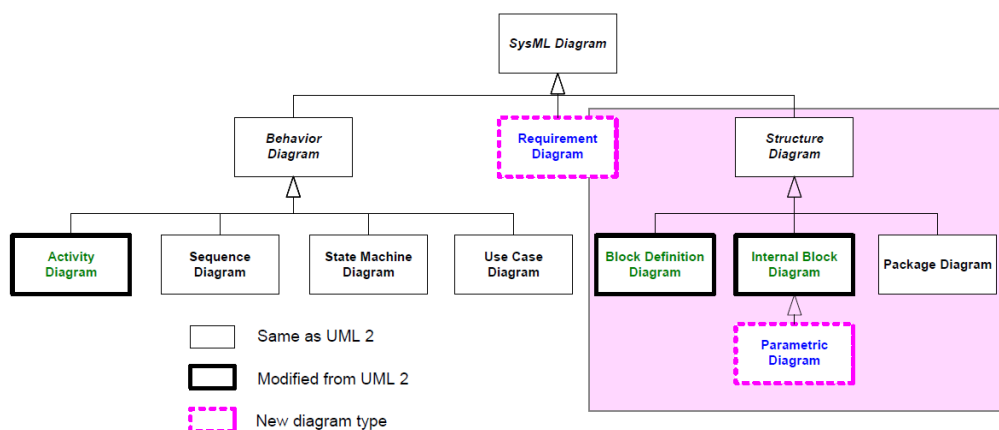 SysML Diagram
Behavior
Diagram
Requirement
Diagram
Structure
Diagram
Activity
Diagram
Sequence
Diagram
State Machine
Diagram
Use Case
Diagram
Block Definition
Diagram
Internal Block
Diagram
Package Diagram
Parametric
Diagram
Same as UML 2
Modified from UML 2
New diagram type